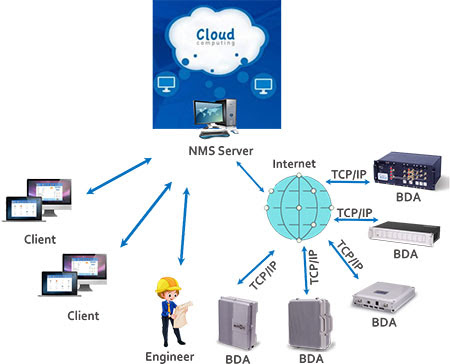 Cloud
computing
NMS Server
Internet
TCP/IP
BDA
TCP/IP
BDA
Client
TCP/IP
TCP/IP
TCP/IP
Client
BDA
Engineer
BDA
BDA